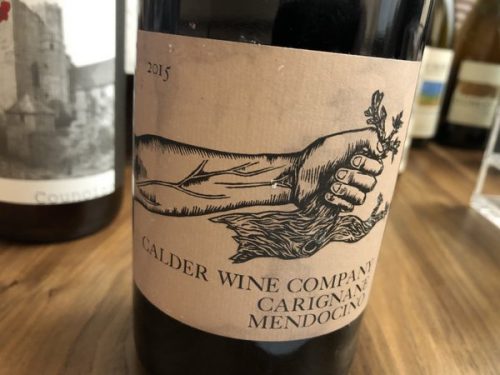 2015
CALDER WINE COMPANY
CARIGNANE
MENDOCINO